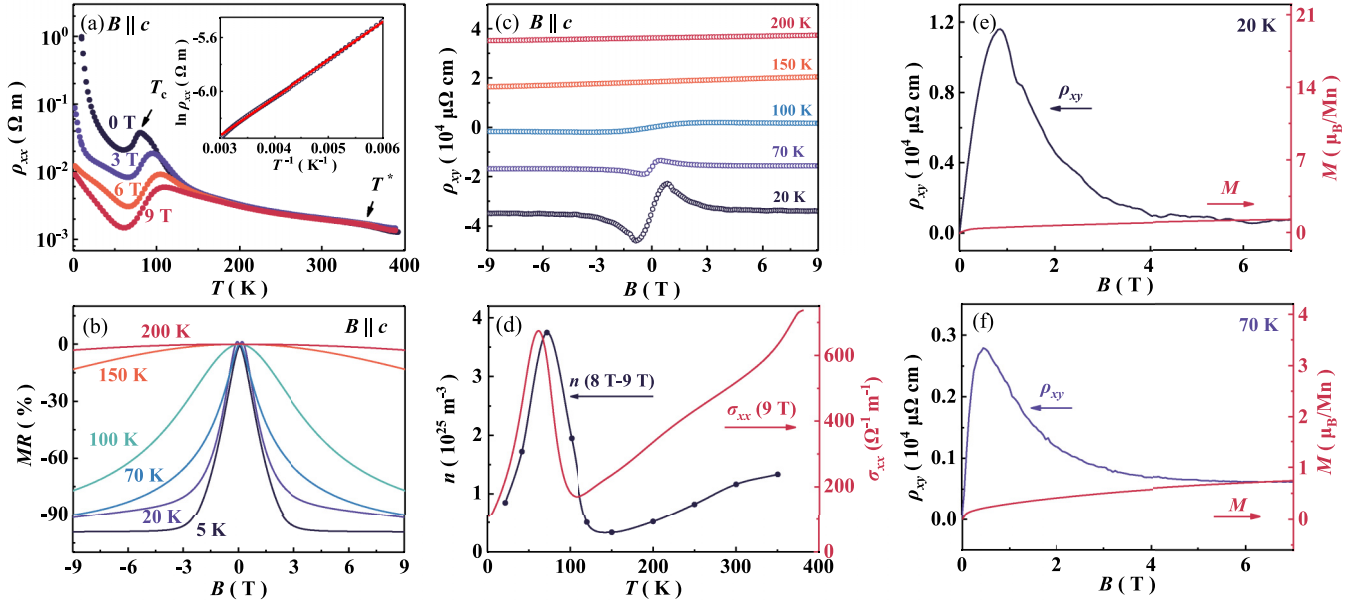 (a) B || c
10⁰
10⁻¹
10⁻²
10⁻³
ρxx ( Ω m )
0 T
3 T
6 T
9 T
Tc
T*
0 100 200 300 400
T ( K )
-5.6
-6.0
ln ρxx ( Ω m )
0.003 0.004 0.005 0.006
T⁻¹ (K⁻¹)
(c) B || c
4
2
0
-2
-4
ρxy ( 10⁴ μΩ cm )
200 K
150 K
100 K
70 K
20 K
-9 -6 -3 0 3 6 9
B ( T )
(e) 20 K
1.2
0.8
0.4
0.0
ρxy ( 10⁴ μΩ cm )
ρxy
M
21
14
7
0
M ( μB/Mn)
0 2 4 6
B ( T )
(b) B || c
0
-30
-60
-90
MR ( % )
200 K
150 K
100 K
70 K
20 K
5 K
-9 -6 -3 0 3 6 9
B ( T )
(d)
4
3
2
1
0
n ( 10²⁵ m⁻³ )
n (8 T-9 T)
σxx (9 T)
600
450
300
150
0
σxx (Ω⁻¹ m⁻¹)
0 100 200 300 400
T ( K )
(f) 70 K
0.3
0.2
0.1
0.0
ρxy ( 10⁴ μΩ cm )
ρxy
M
4
3
2
1
0
M ( μB/Mn)
0 2 4 6
B ( T )